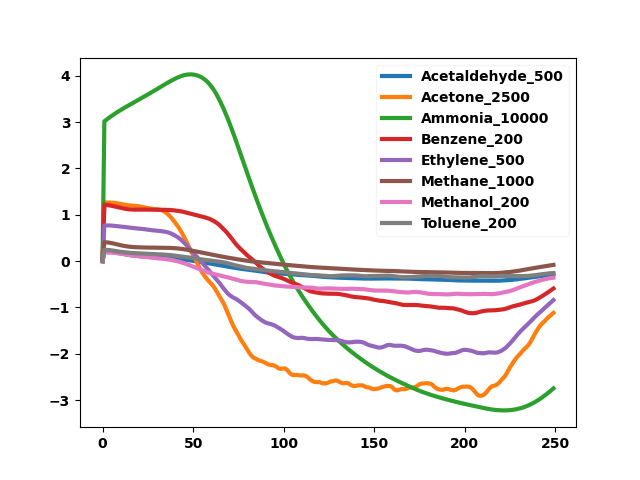 4
3
2
1
0
−1
−2
−3
0 50 100 150 200 250
Acetaldehyde_500
Acetone_2500
Ammonia_10000
Benzene_200
Ethylene_500
Methane_1000
Methanol_200
Toluene_200